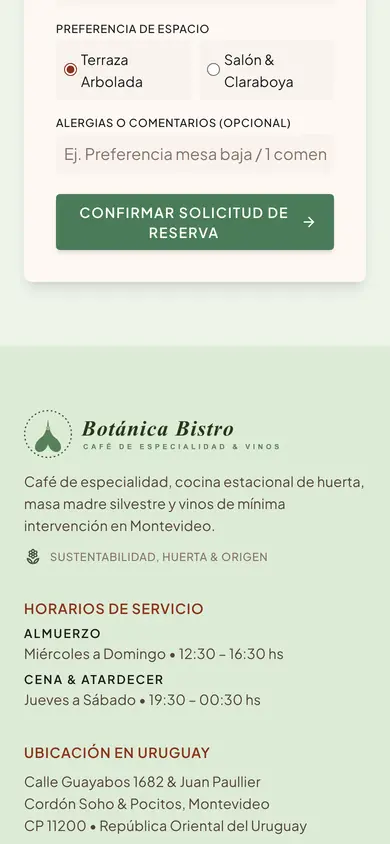 PREFERENCIA DE ESPACIO
Terraza
Arbolada
Salón &
Claraboya
ALERGIAS O COMENTARIOS (OPCIONAL)
Ej. Preferencia mesa baja / 1 comen
CONFIRMAR SOLICITUD DE
RESERVA
Botánica Bistro
CAFÉ DE ESPECIALIDAD & VINOS
Café de especialidad, cocina estacional de huerta,
masa madre silvestre y vinos de mínima
intervención en Montevideo.
SUSTENTABILIDAD, HUERTA & ORIGEN
HORARIOS DE SERVICIO
ALMUERZO
Miércoles a Domingo • 12:30 – 16:30 hs
CENA & ATARDECER
Jueves a Sábado • 19:30 – 00:30 hs
UBICACIÓN EN URUGUAY
Calle Guayabos 1682 & Juan Paullier
Cordón Soho & Pocitos, Montevideo
CP 11200 • República Oriental del Uruguay